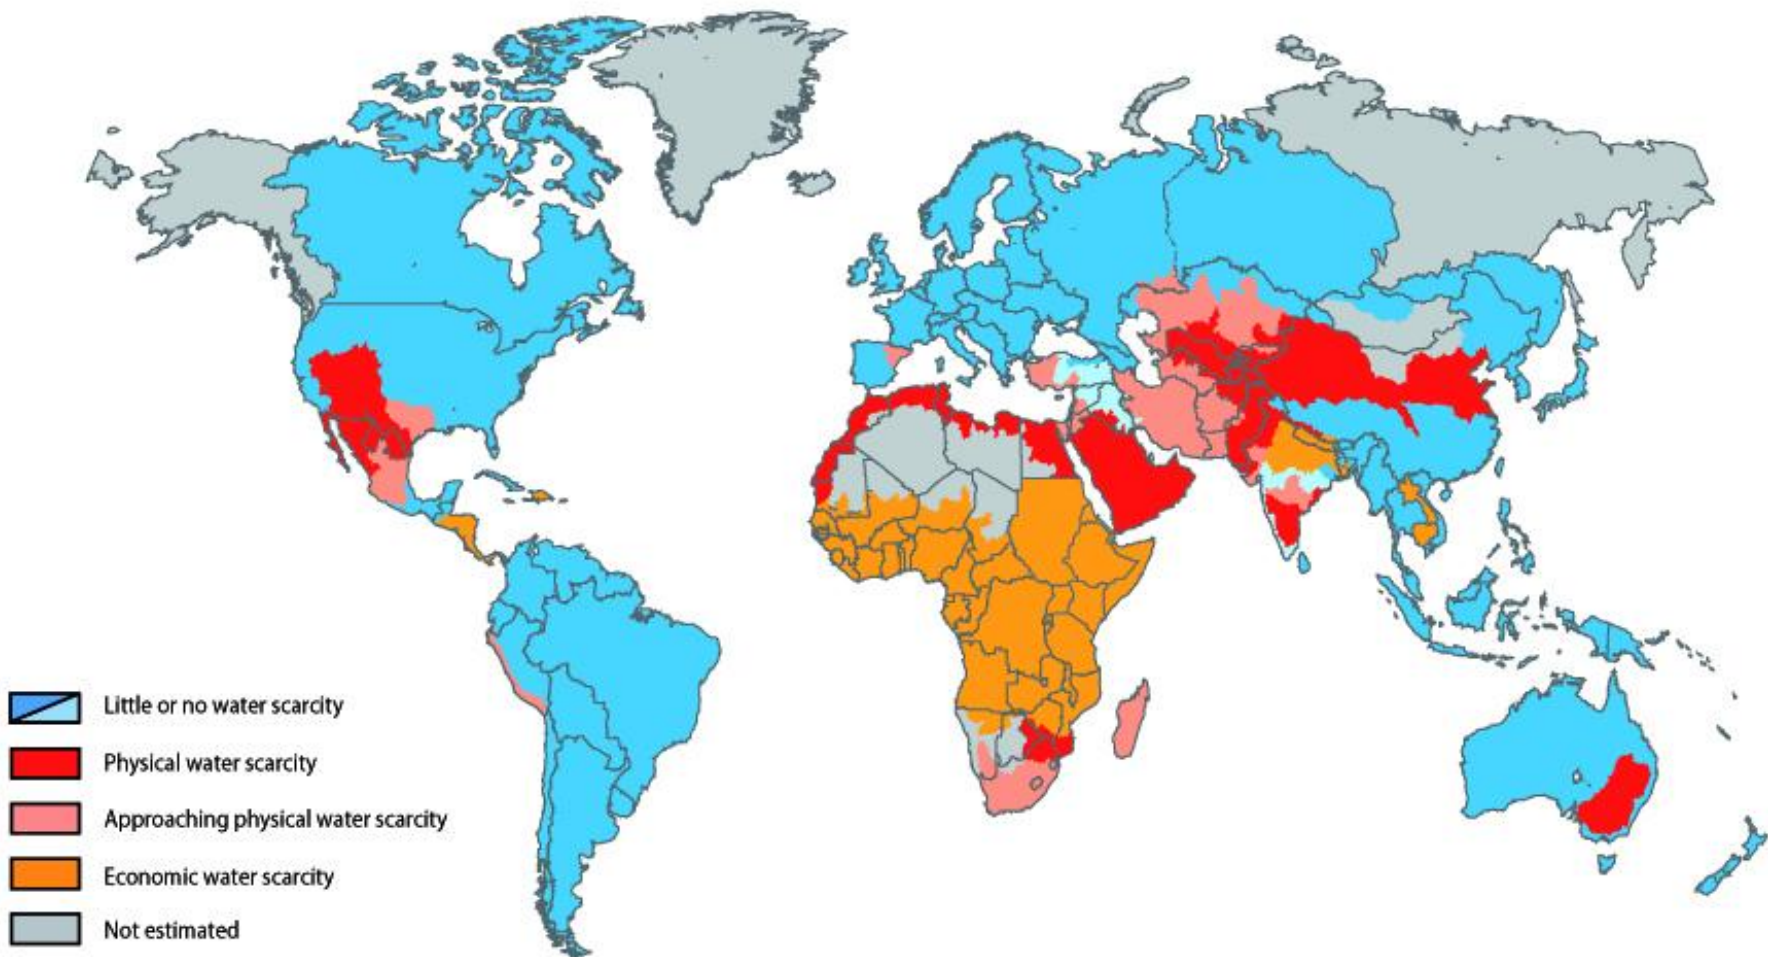 Little or no water scarcity
Physical water scarcity
Approaching physical water scarcity
Economic water scarcity
Not estimated